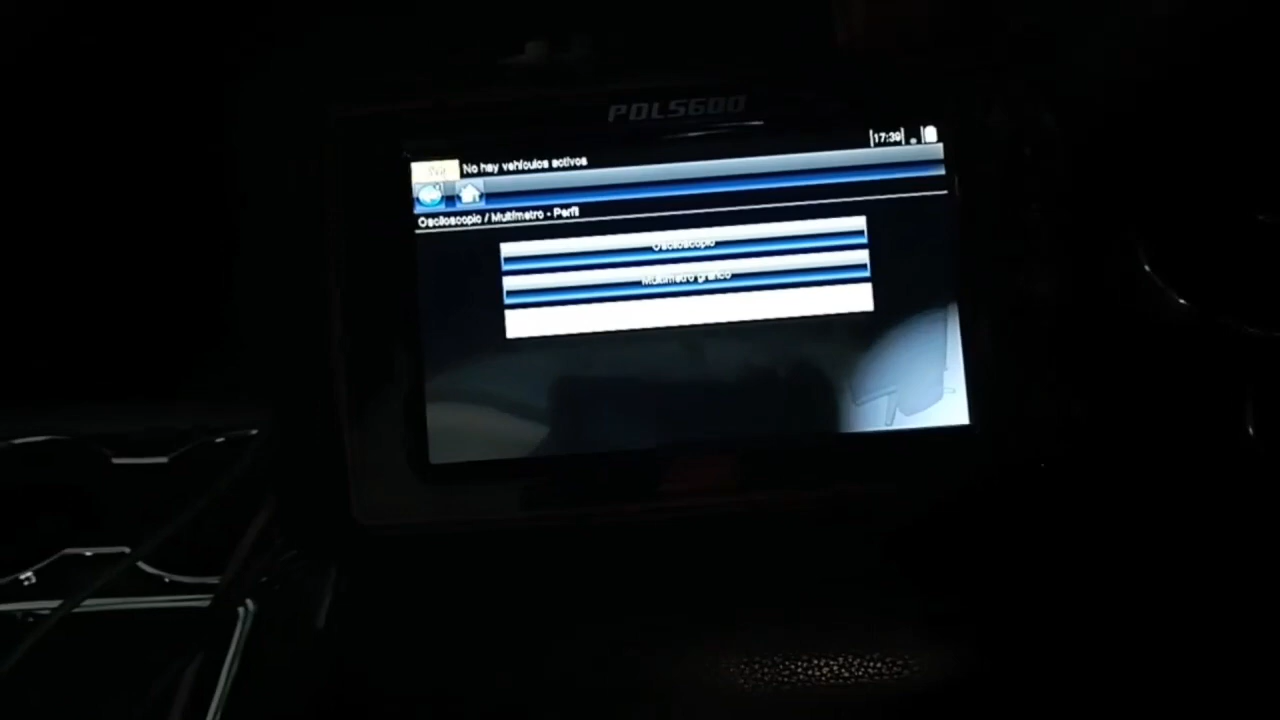 PDL5600
17:39
No hay vehículos activos
Osciloscopio / Multímetro - Perfil
Osciloscopio
Multímetro gráfico